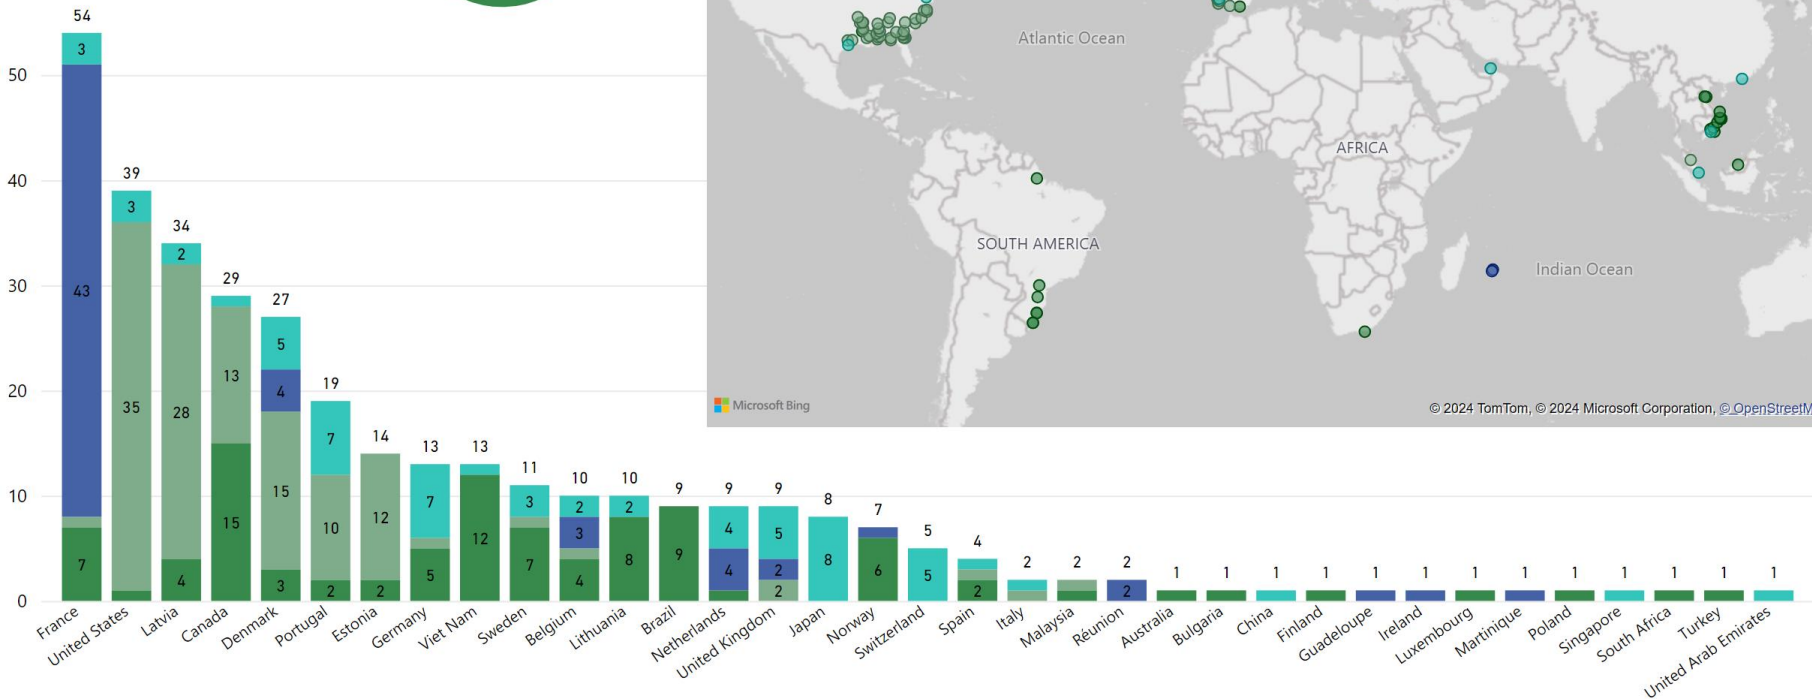 54
3
50
43
7
40
39
3
35
34
2
28
4
30
29
13
15
27
5
4
15
3
20
19
7
10
2
14
12
2
13
7
5
13
12
11
3
7
10
10
2
3
4
10
2
8
9
9
9
4
4
9
5
2
2
8
8
7
6
5
5
4
2
2
2
2
2
1
1
1
1
1
1
1
1
1
1
1
1
1
0
France
United States
Latvia
Canada
Denmark
Portugal
Estonia
Germany
Viet Nam
Sweden
Belgium
Lithuania
Brazil
Netherlands
United Kingdom
Japan
Norway
Switzerland
Spain
Italy
Malaysia
Réunion
Australia
Bulgaria
China
Finland
Guadeloupe
Ireland
Luxembourg
Martinique
Poland
Singapore
South Africa
Turkey
United Arab Emirates
Atlantic Ocean
AFRICA
SOUTH AMERICA
Indian Ocean
Microsoft Bing
© 2024 TomTom, © 2024 Microsoft Corporation, © OpenStreetM